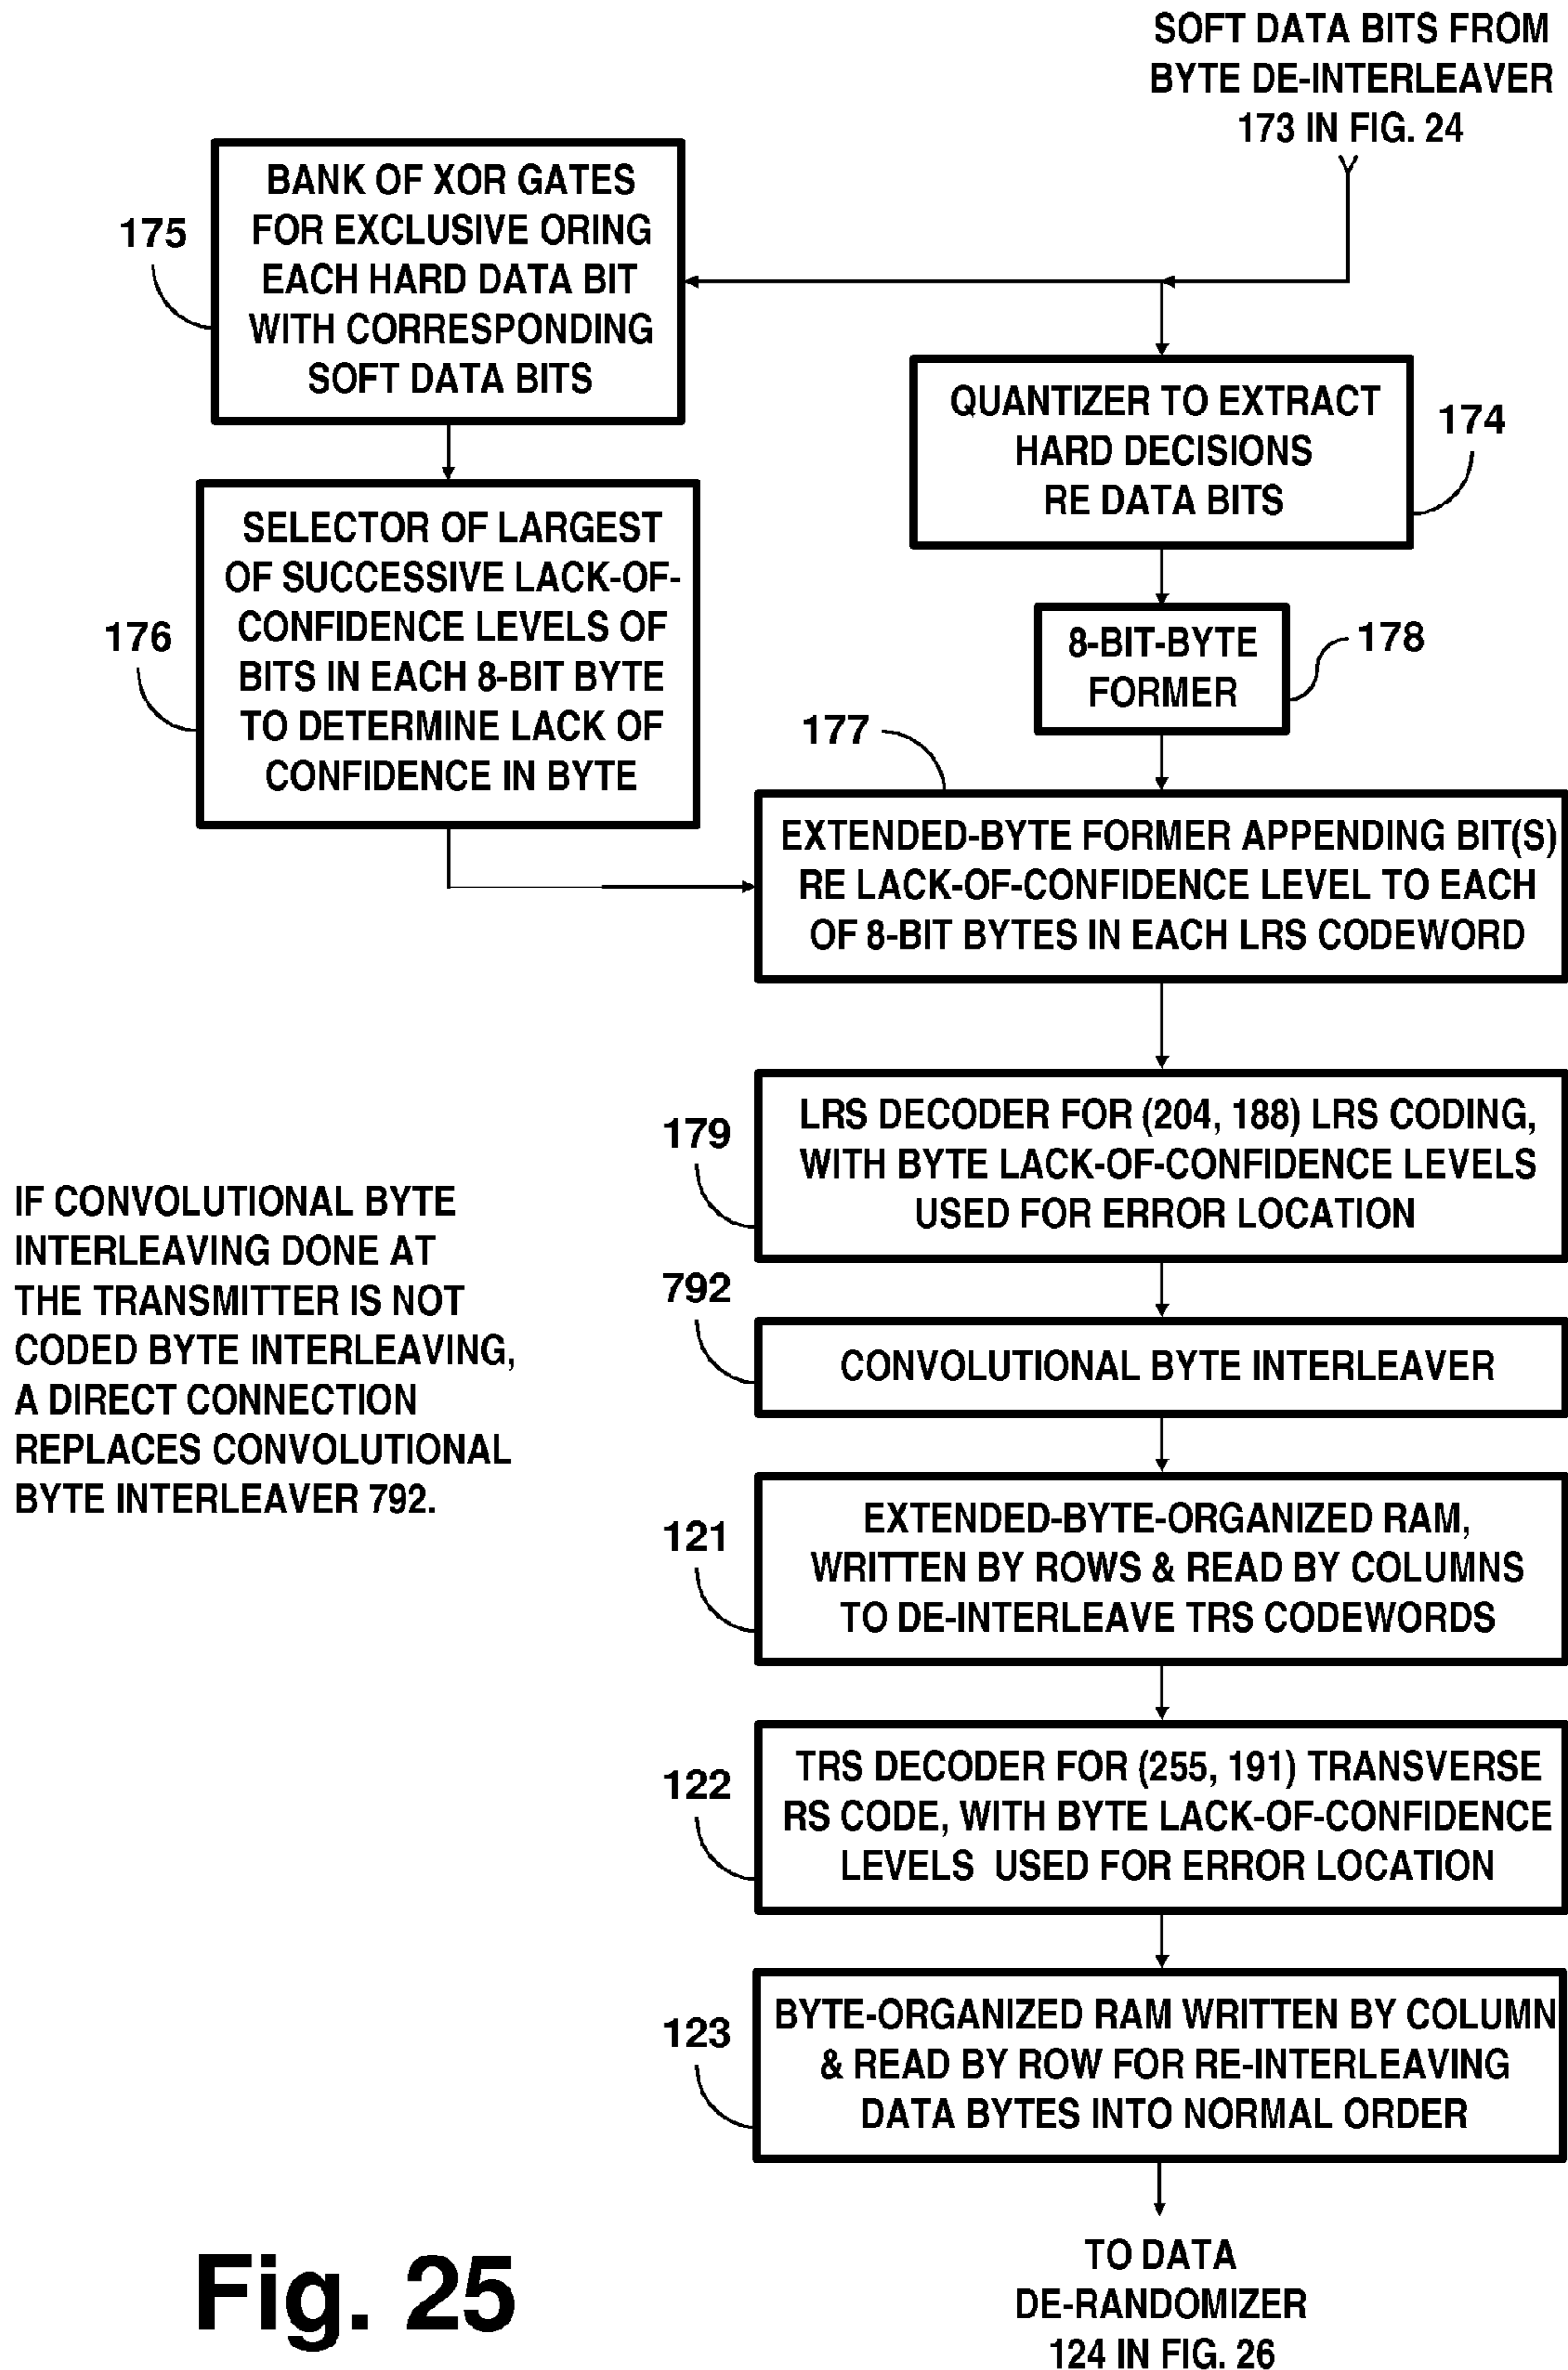 SOFT DATA BITS FROM
BYTE DE-INTERLEAVER
173 IN FIG. 24
BANK OF XOR GATES
FOR EXCLUSIVE ORING
EACH HARD DATA BIT
WITH CORRESPONDING
SOFT DATA BITS
175
QUANTIZER TO EXTRACT
HARD DECISIONS
RE DATA BITS
174
SELECTOR OF LARGEST
OF SUCCESSIVE LACK-OF-
CONFIDENCE LEVELS OF
BITS IN EACH 8-BIT BYTE
TO DETERMINE LACK OF
CONFIDENCE IN BYTE
176
8-BIT-BYTE
FORMER
178
177
EXTENDED-BYTE FORMER APPENDING BIT(S)
RE LACK-OF-CONFIDENCE LEVEL TO EACH
OF 8-BIT BYTES IN EACH LRS CODEWORD
179
LRS DECODER FOR (204, 188) LRS CODING,
WITH BYTE LACK-OF-CONFIDENCE LEVELS
USED FOR ERROR LOCATION
IF CONVOLUTIONAL BYTE
INTERLEAVING DONE AT
THE TRANSMITTER IS NOT
CODED BYTE INTERLEAVING,
A DIRECT CONNECTION
REPLACES CONVOLUTIONAL
BYTE INTERLEAVER 792.
792
CONVOLUTIONAL BYTE INTERLEAVER
121
EXTENDED-BYTE-ORGANIZED RAM,
WRITTEN BY ROWS & READ BY COLUMNS
TO DE-INTERLEAVE TRS CODEWORDS
122
TRS DECODER FOR (255, 191) TRANSVERSE
RS CODE, WITH BYTE LACK-OF-CONFIDENCE
LEVELS USED FOR ERROR LOCATION
123
BYTE-ORGANIZED RAM WRITTEN BY COLUMN
& READ BY ROW FOR RE-INTERLEAVING
DATA BYTES INTO NORMAL ORDER
TO DATA
DE-RANDOMIZER
124 IN FIG. 26
Fig. 25